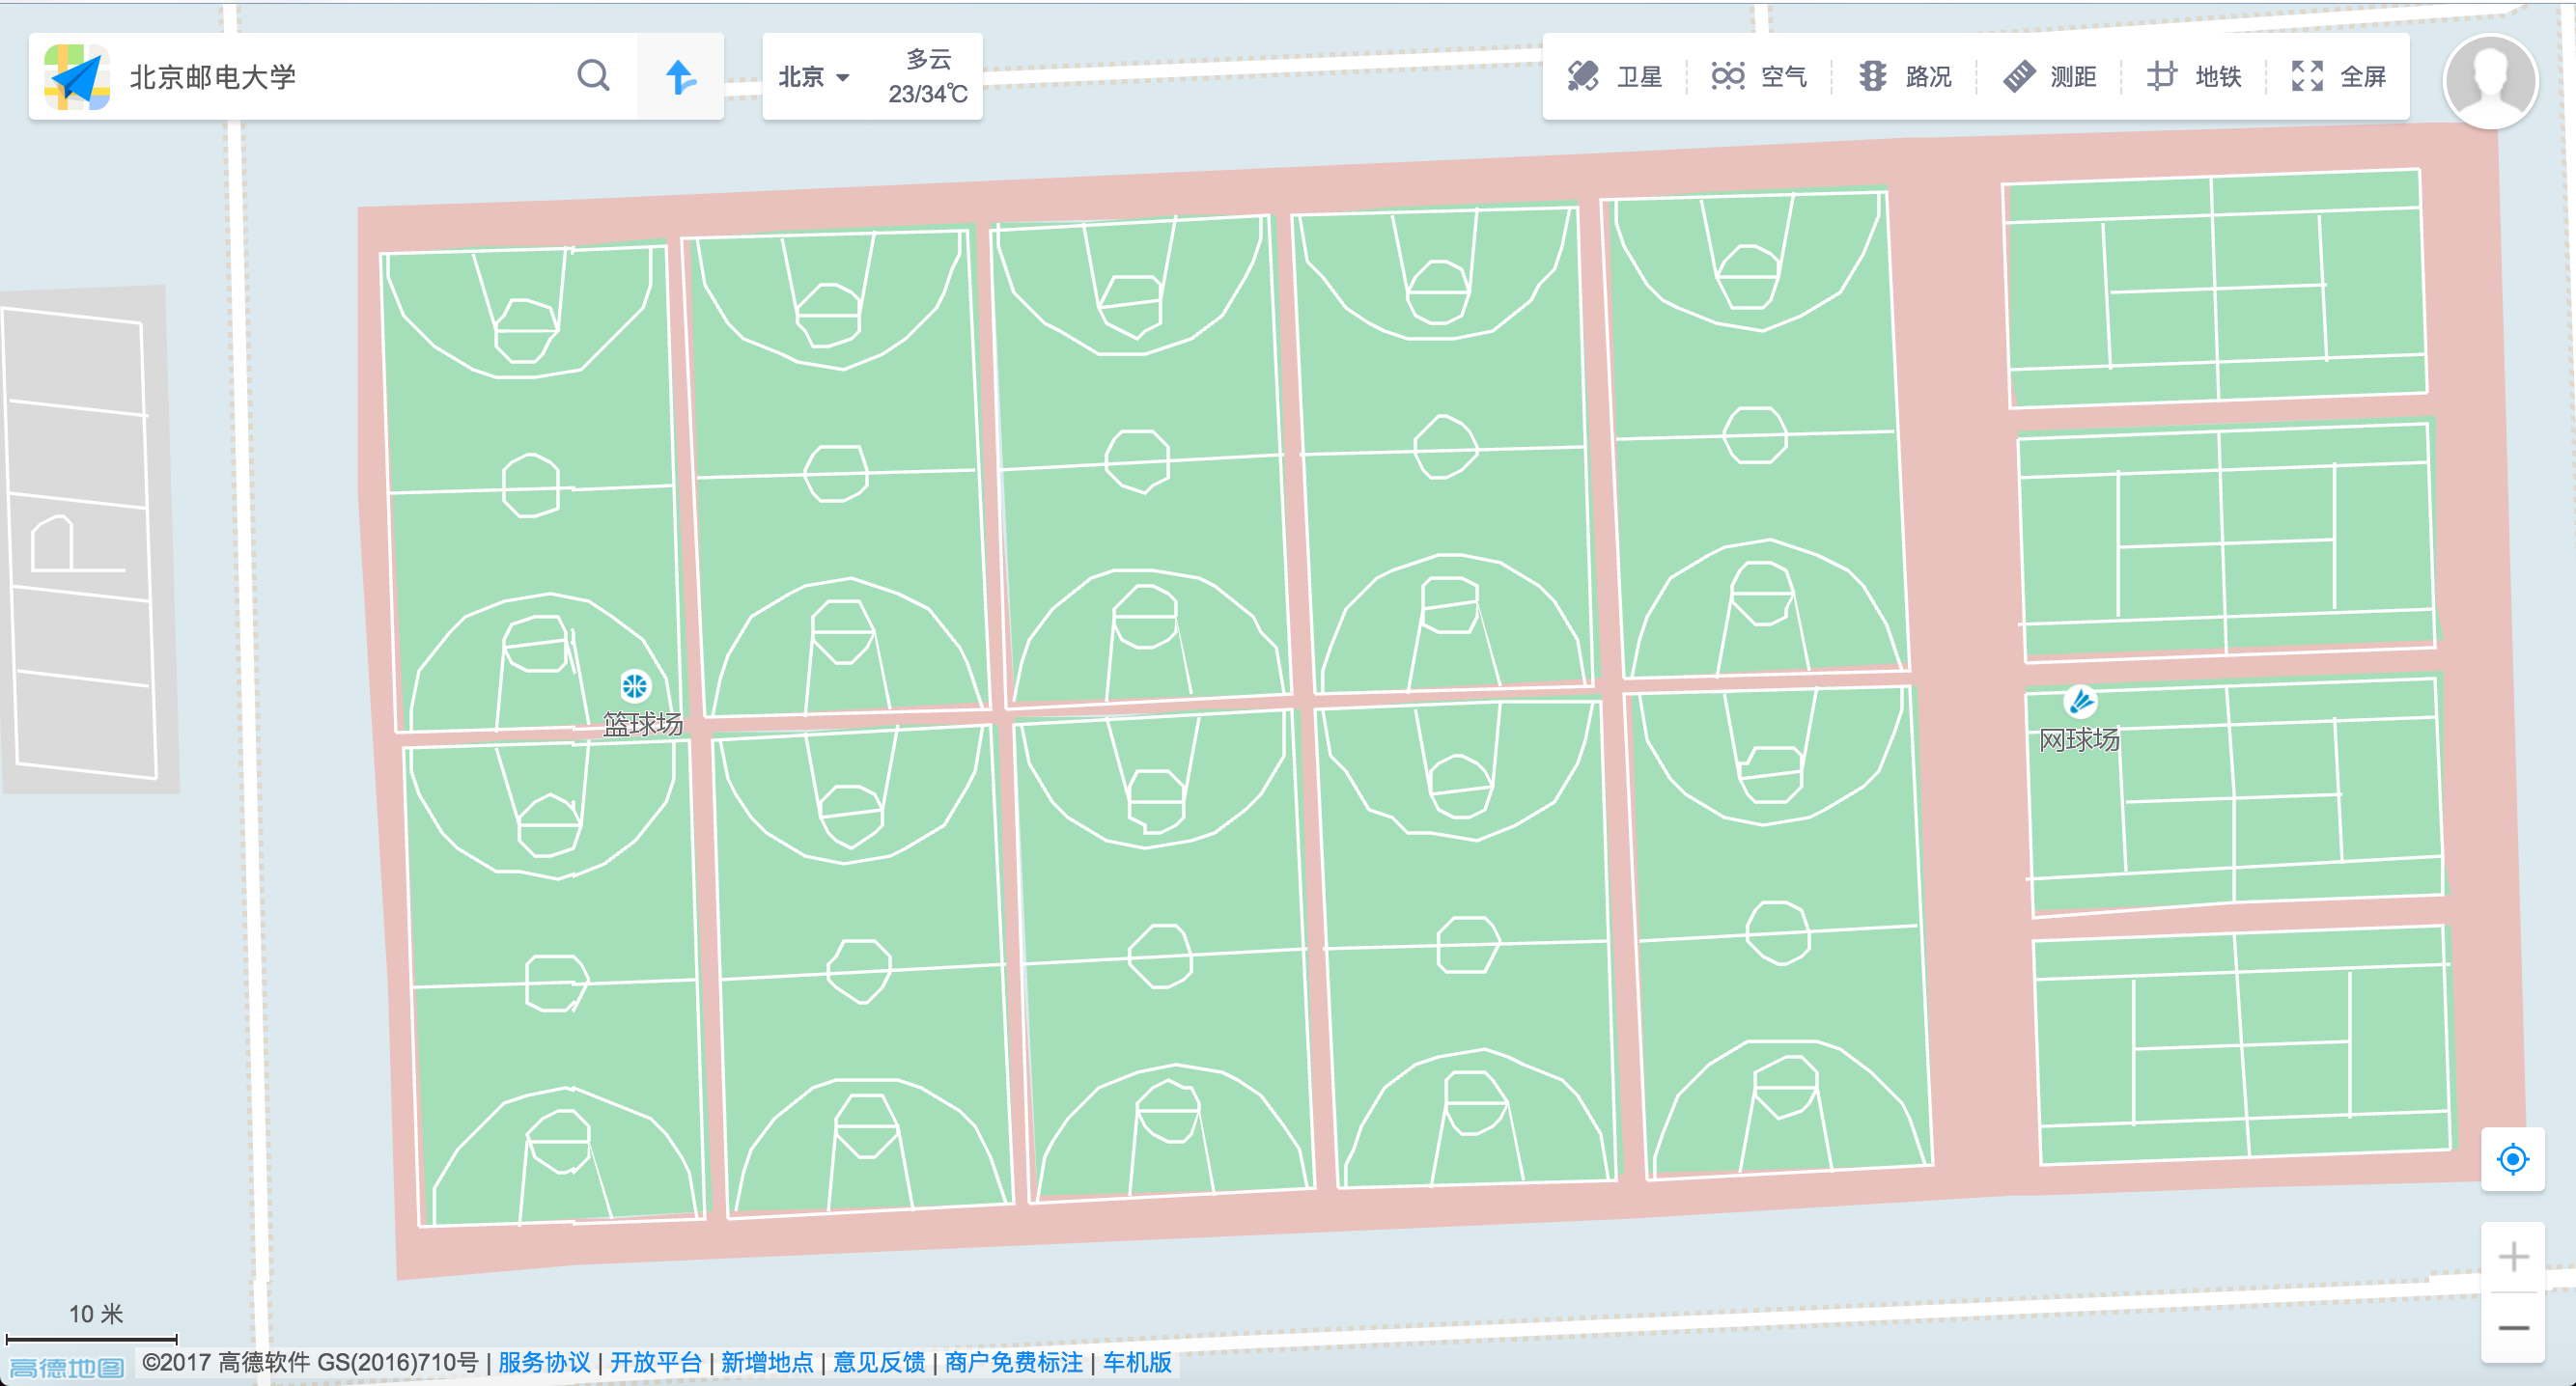 北京邮电大学
北京
多云
23/34℃
卫星
空气
路况
测距
地铁
全屏
P
篮球场
网球场
10 米
高德地图
©2017 高德软件 GS(2016)710号 | 服务协议 | 开放平台 | 新增地点 | 意见反馈 | 商户免费标注 | 车机版